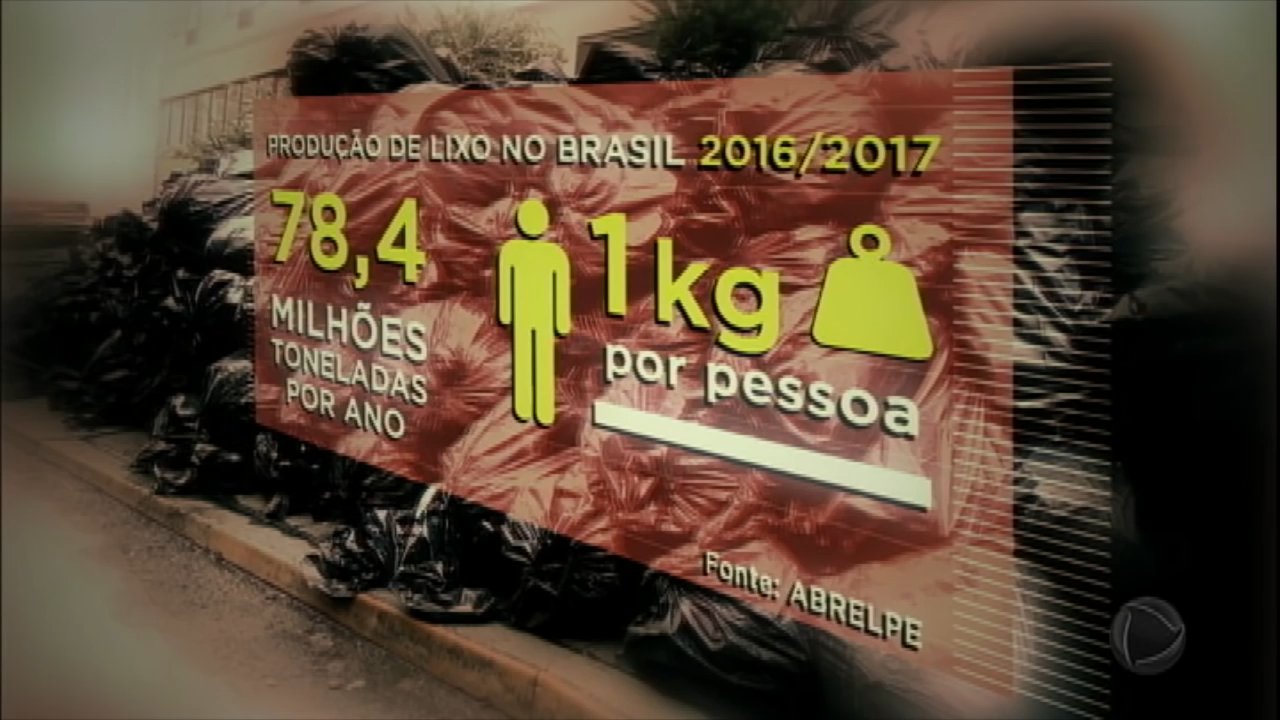 PRODUÇÃO DE LIXO NO BRASIL 2016/2017
78,4
MILHÕES
TONELADAS
POR ANO
1kg
por pessoa
Fonte: ABRELPE